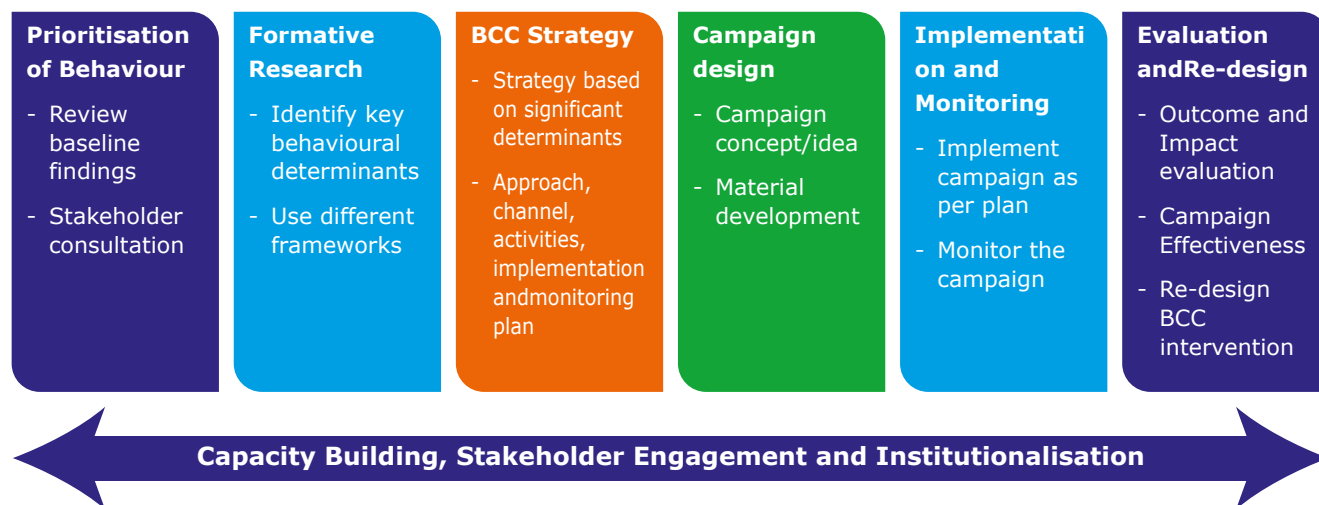 Prioritisation
of Behaviour
- Review
baseline
findings
- Stakeholder
consultation
Formative
Research
- Identify key
behavioural
determinants
- Use different
frameworks
BCC Strategy
- Strategy based
on significant
determinants
- Approach,
channel,
activities,
implementation
andmonitoring
plan
Campaign
design
- Campaign
concept/idea
- Material
development
Implementati
on and
Monitoring
- Implement
campaign as
per plan
- Monitor the
campaign
Evaluation
andRe-design
- Outcome and
Impact
evaluation
- Campaign
Effectiveness
- Re-design
BCC
intervention
Capacity Building, Stakeholder Engagement and Institutionalisation